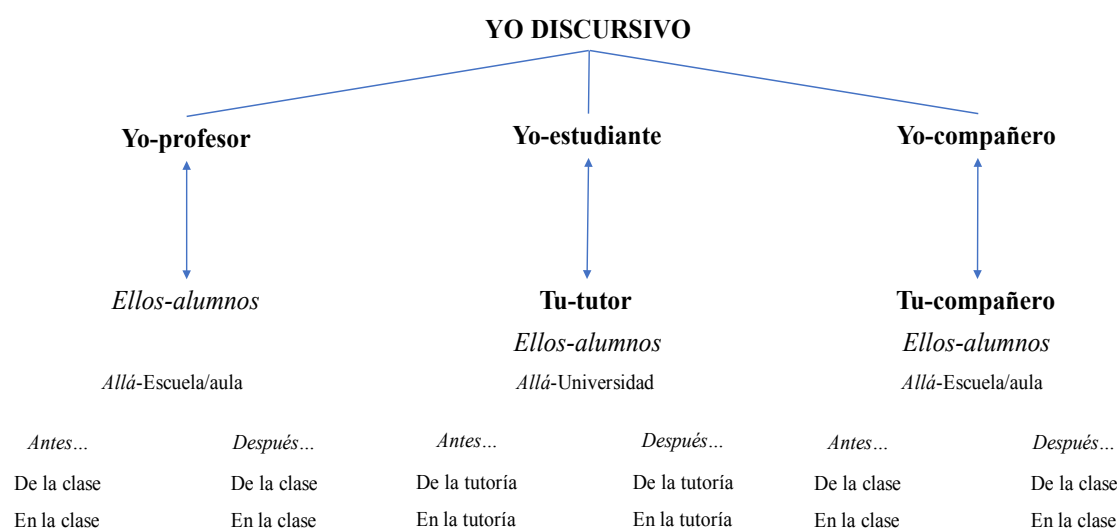 YO DISCURSIVO
Yo-profesor Yo-estudiante Yo-compañero
Ellos-alumnos Tu-tutor Tu-compañero
Ellos-alumnos Ellos-alumnos
Allá-Escuela/aula Allá-Universidad Allá-Escuela/aula
Antes… Después… Antes… Después… Antes… Después…
De la clase De la clase De la tutoría De la tutoría De la clase De la clase
En la clase En la clase En la tutoría En la tutoría En la clase En la clase